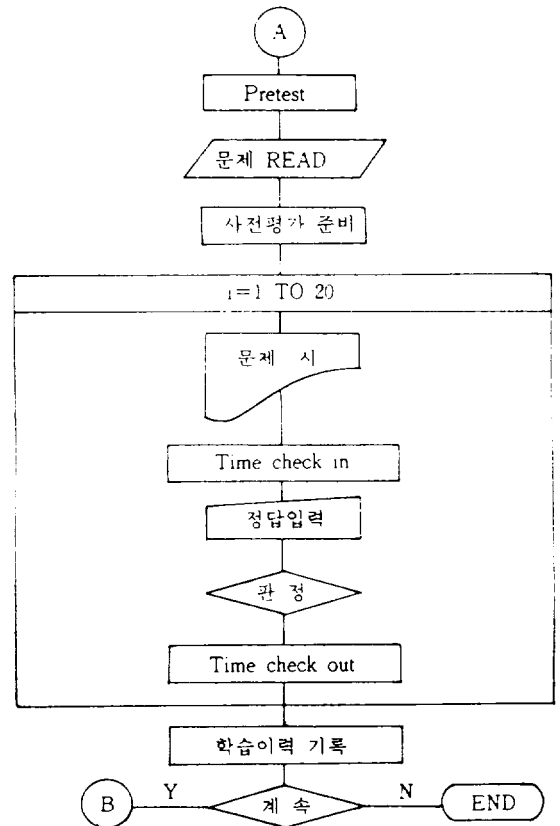 A
Pretest
문제 READ
사전평가 준비
i=1 TO 20
문제 시
Time check in
정답입력
판 정
Time check out
학습이력 기록
B Y 계 속 N END